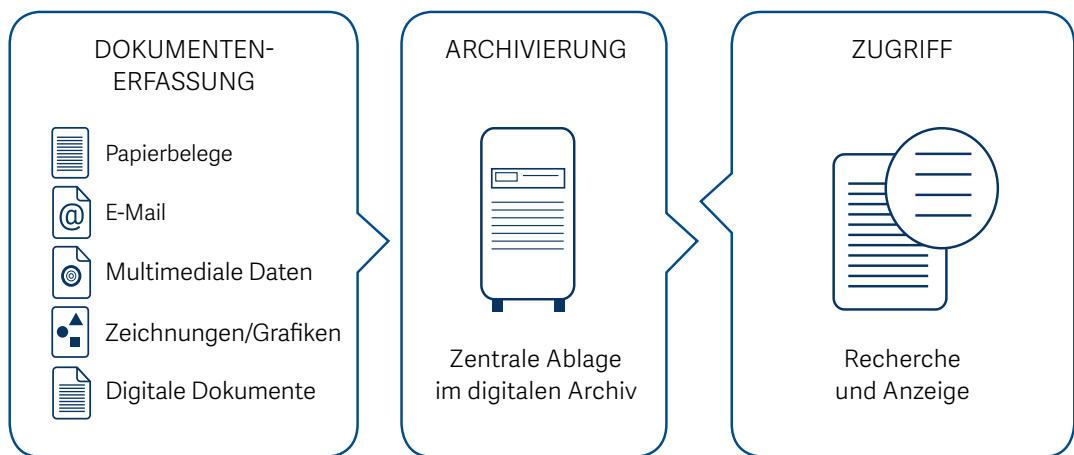 DOKUMENTEN-
ERFASSUNG
Papierbelege
@
E-Mail
Multimediale Daten
Zeichnungen/Grafiken
Digitale Dokumente
ARCHIVIERUNG
Zentrale Ablage
im digitalen Archiv
ZUGRIFF
Recherche
und Anzeige